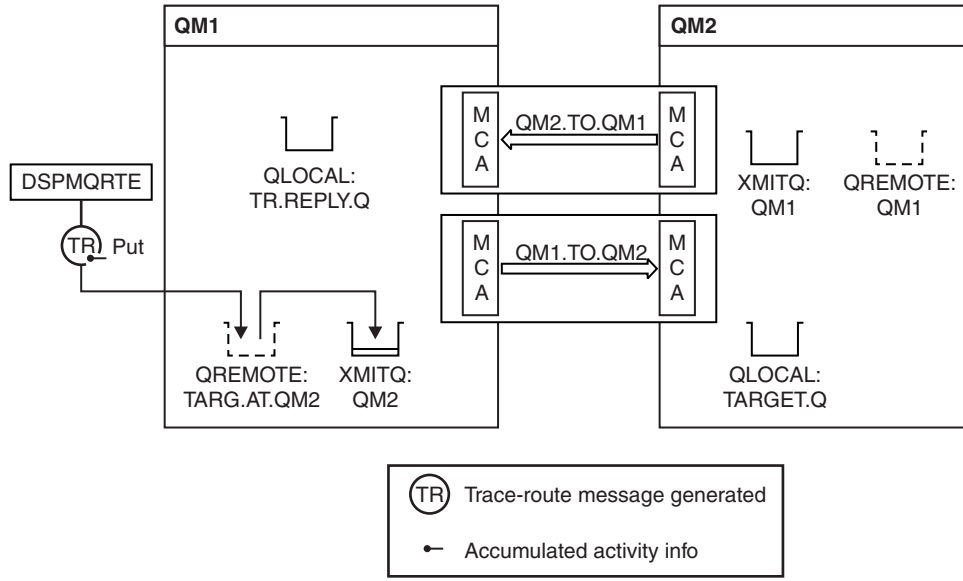 QM1
QM2
M
C
A
QM2.TO.QM1
M
C
A
QLOCAL:
TR.REPLY.Q
XMITQ:
QM1
QREMOTE:
QM1
DSPMQRTE
TR
Put
M
C
A
QM1.TO.QM2
M
C
A
QREMOTE:
TARG.AT.QM2
XMITQ:
QM2
QLOCAL:
TARGET.Q
TR Trace-route message generated
Accumulated activity info